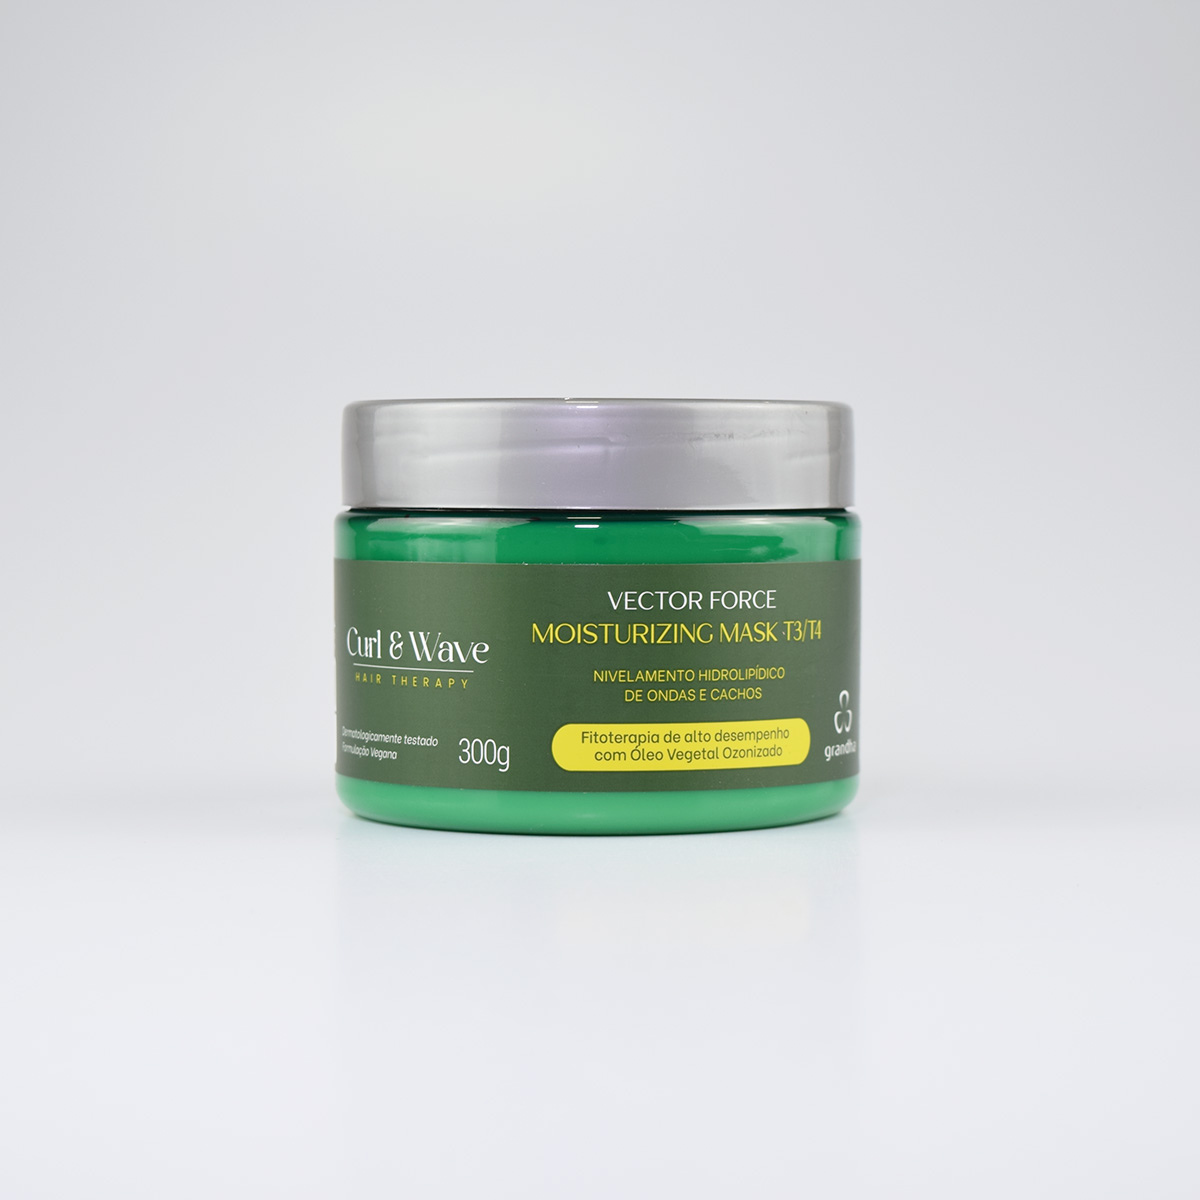 Curl & Wave
HAIR THERAPY
Dermatologicamente testado
Formulação Vegana
300g
VECTOR FORCE
MOISTURIZING MASK T3/T4
NIVELAMENTO HIDROLIPÍDICO
DE ONDAS E CACHOS
Fitoterapia de alto desempenho
com Óleo Vegetal Ozonizado
grandha